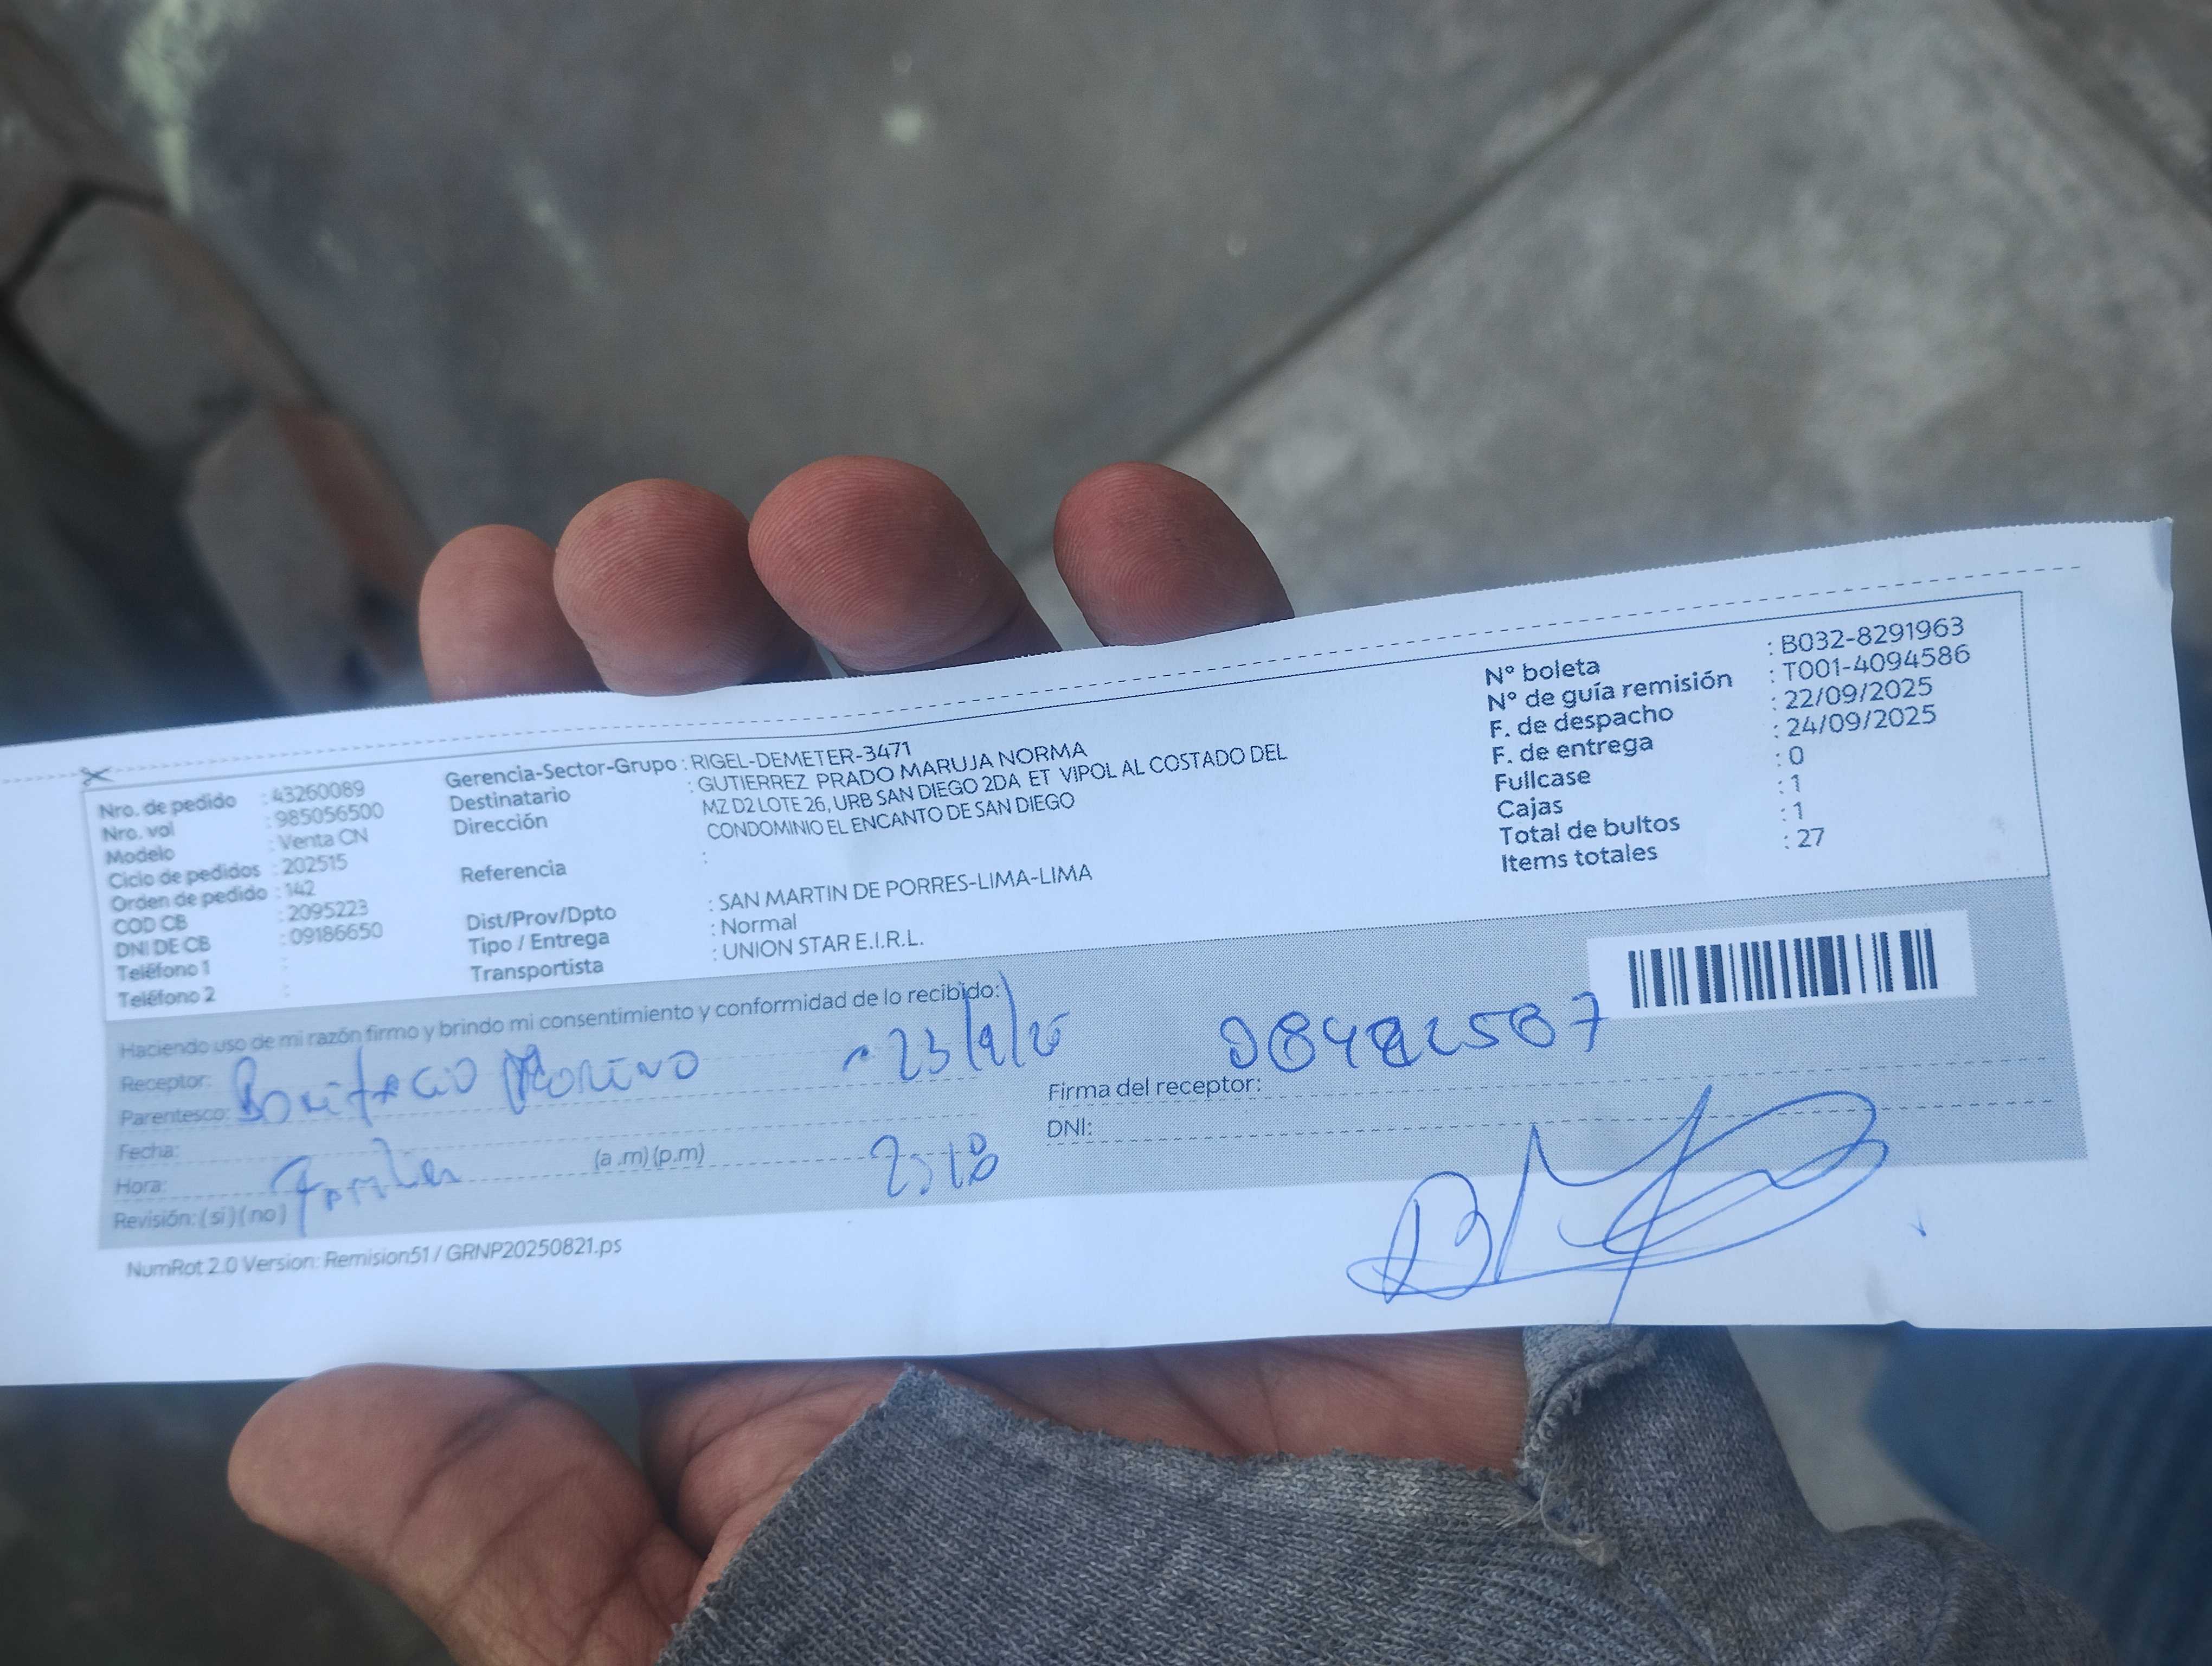 Nro. de pedido : 43260089
Nro. vol : 985056500
Modelo : Venta CN
Ciclo de pedidos : 202515
Orden de pedido : 142
COD CB : 2095223
DNI DE CB : 09186650
Teléfono 1 :
Teléfono 2 :
Gerencia-Sector-Grupo : RIGEL-DEMETER-3471
Destinatario : GUTIERREZ PRADO MARUJA NORMA
Dirección MZ D2 LOTE 26, URB SAN DIEGO 2DA ET VIPOL AL COSTADO DEL
CONDOMINIO EL ENCANTO DE SAN DIEGO
Referencia :
Dist/Prov/Dpto : SAN MARTIN DE PORRES-LIMA-LIMA
Tipo / Entrega : Normal
Transportista : UNION STAR E.I.R.L.
N° boleta : B032-8291963
N° de guía remisión : T001-4094586
F. de despacho : 22/09/2025
F. de entrega : 24/09/2025
Fullcase : 0
Cajas : 1
Total de bultos : 1
Items totales : 27
Haciendo uso de mi razón firmo y brindo mi consentimiento y conformidad de lo recibido:
Receptor: Bonifacio Moreno
Parentesco:
Fecha:
Hora: (a .m) (p.m)
Revisión: ( si ) ( no )
Firma del receptor:
DNI:
NumRot 2.0 Version: Remision51 / GRNP20250821.ps